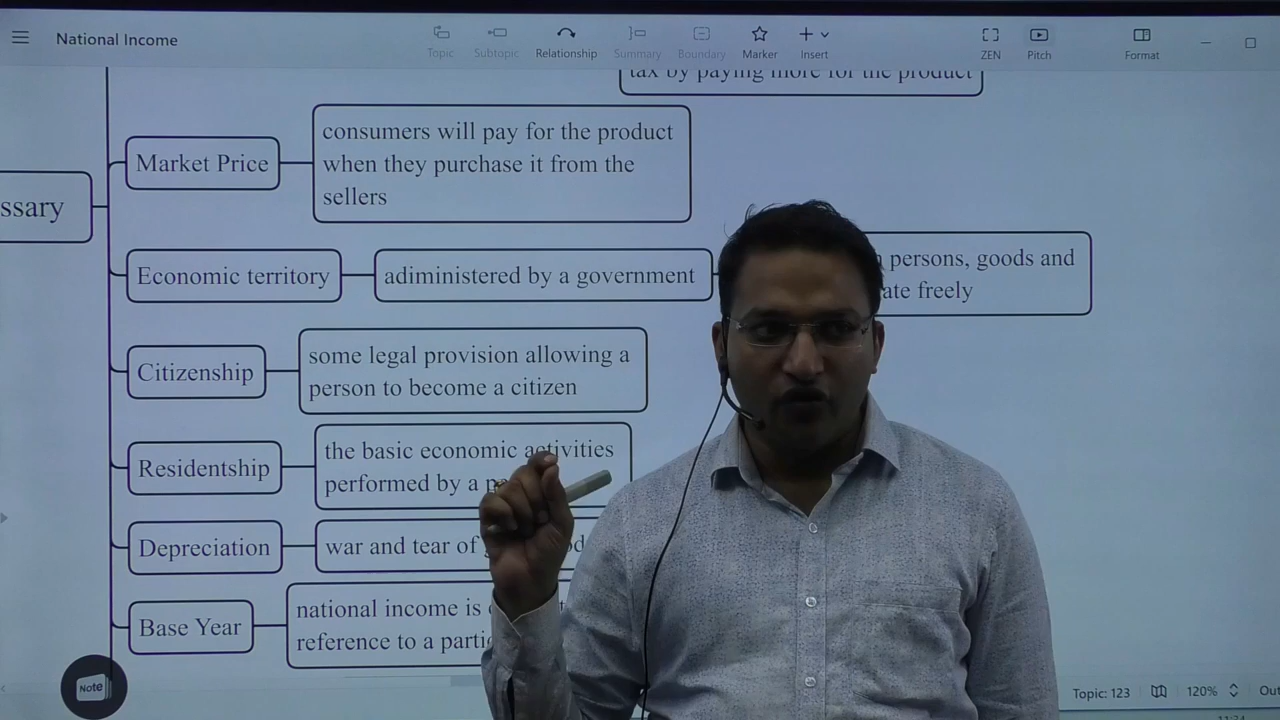 National Income
Topic
Subtopic
Relationship
Summary
Boundary
Marker
Insert
ZEN
Pitch
Format
tax by paying more for the product
ssary
Market Price
consumers will pay for the product
when they purchase it from the
sellers
Economic territory
adiministered by a government
persons, goods and
ate freely
Citizenship
some legal provision allowing a
person to become a citizen
Residentship
the basic economic activities
performed by a
Depreciation
war and tear of
Base Year
national income is
reference to a parti
Note
Topic: 123
120%
Out